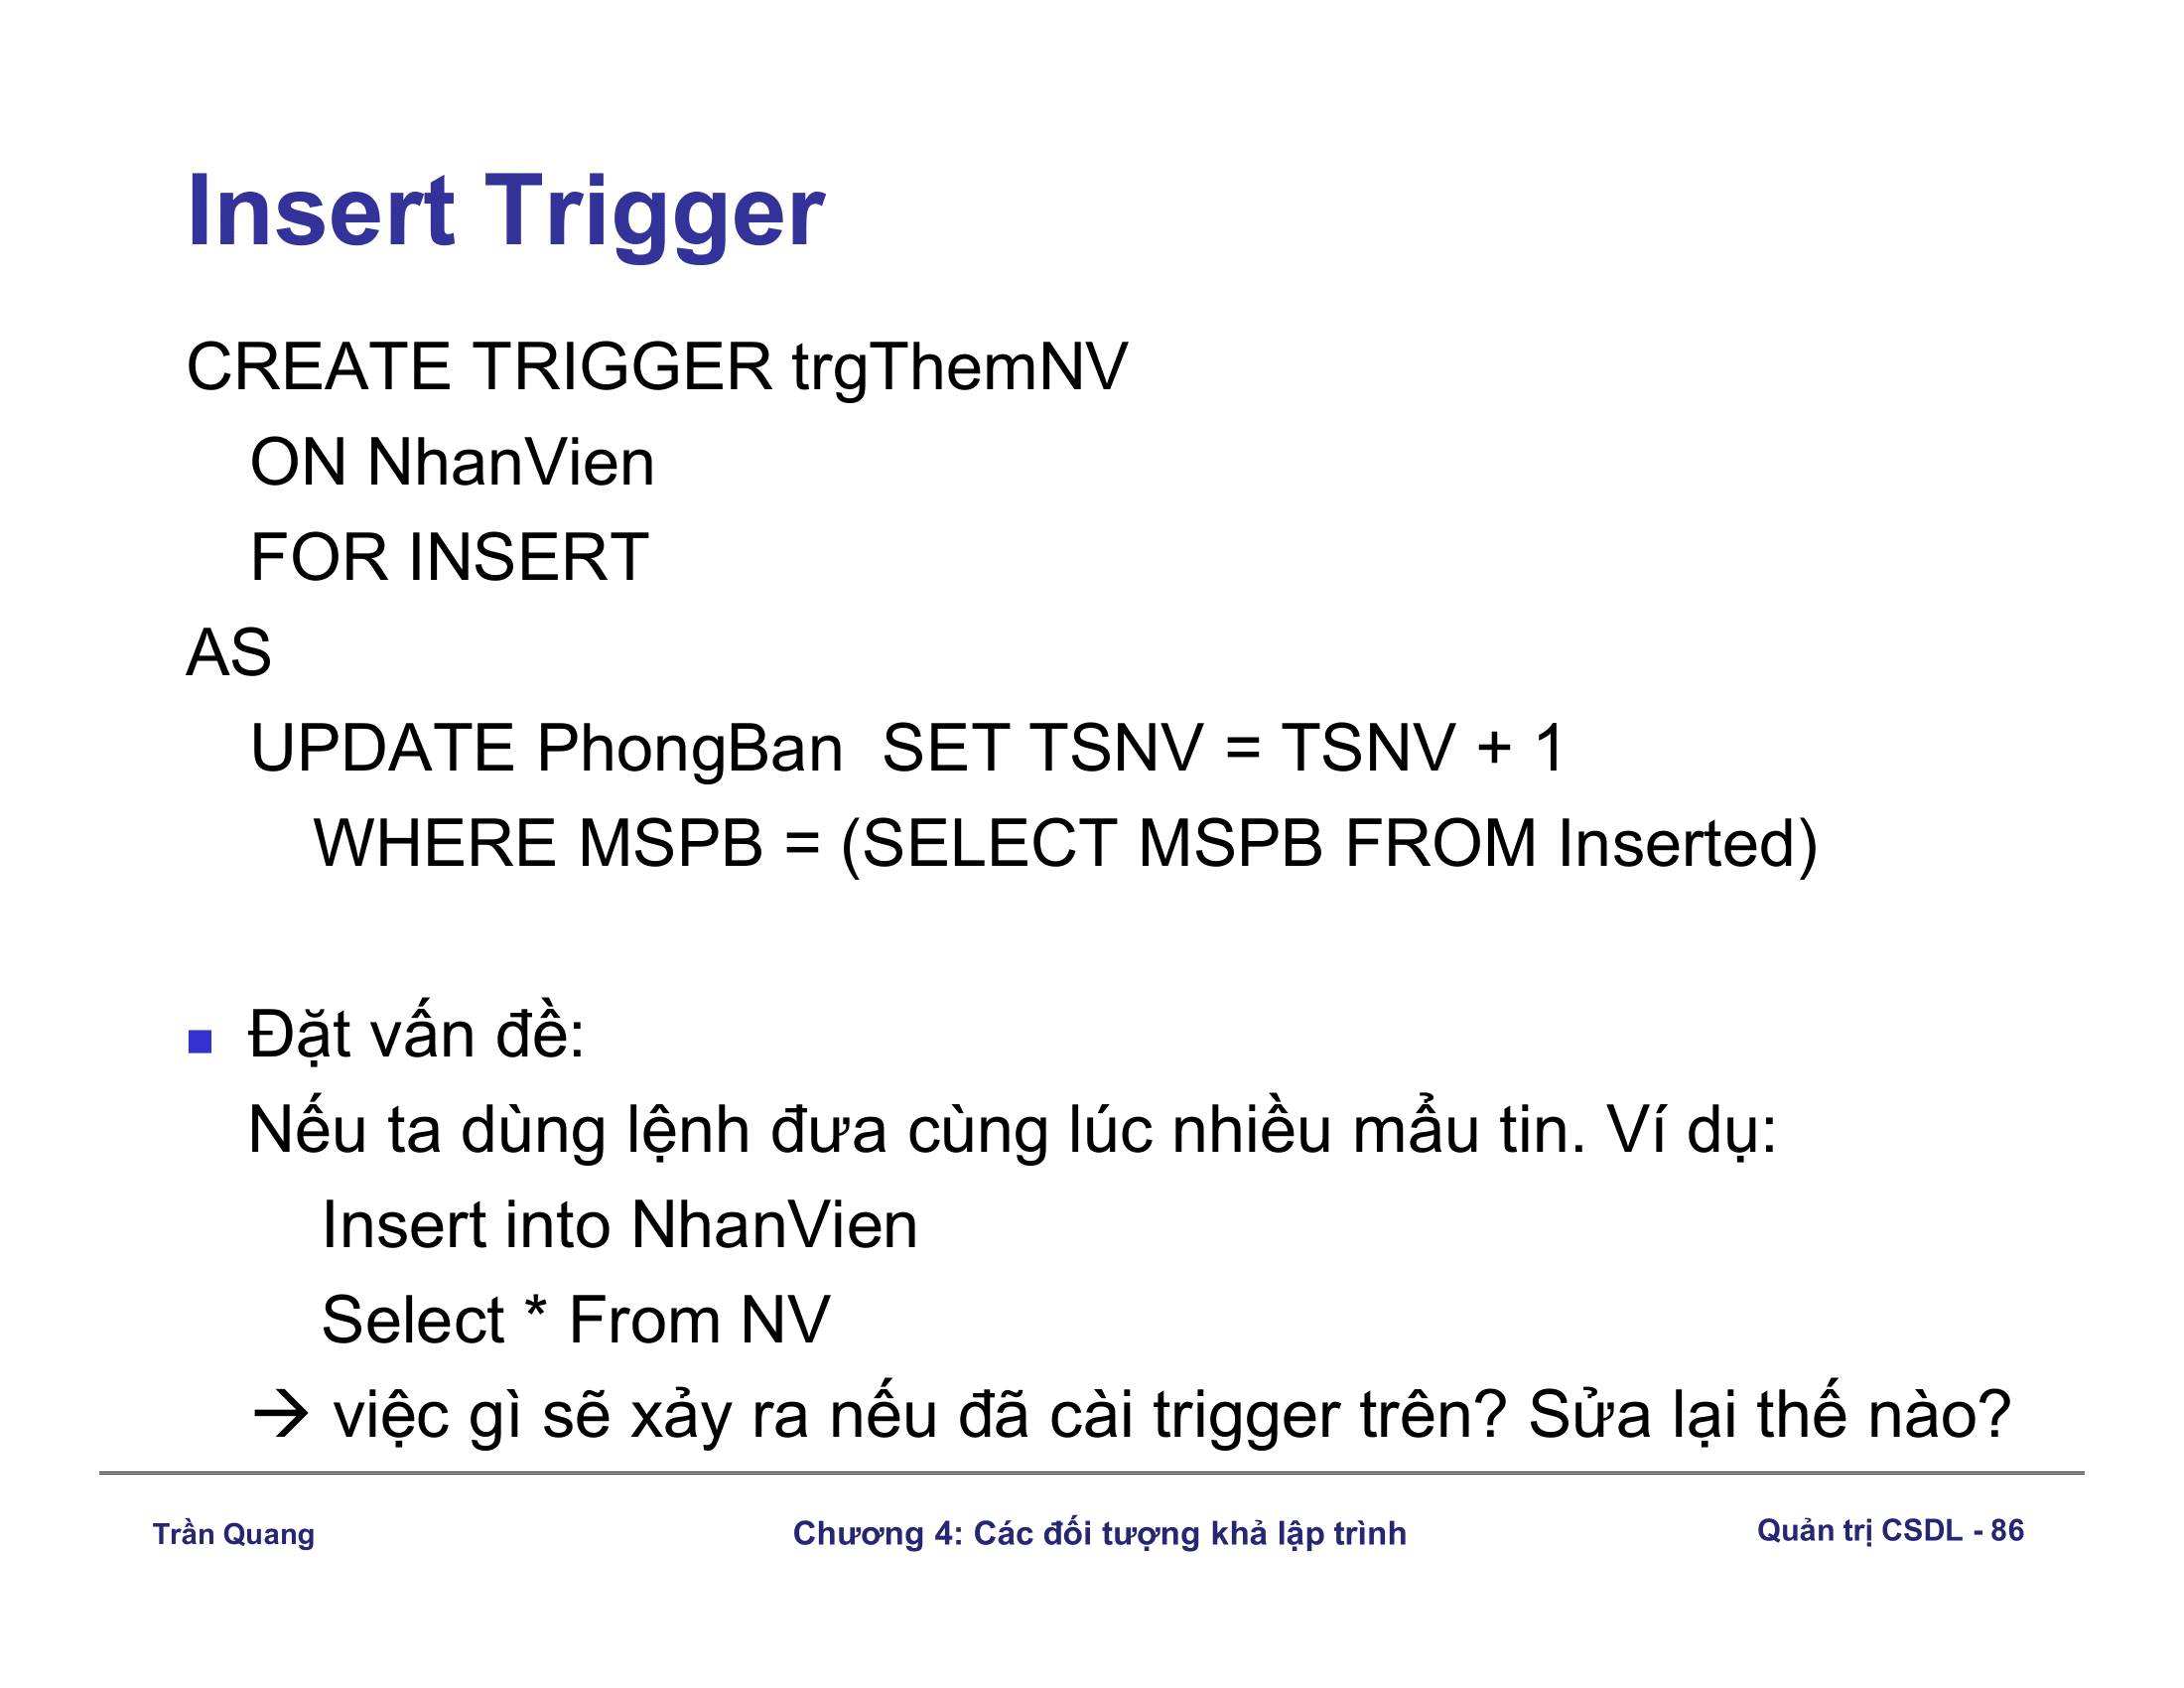 Insert Trigger
CREATE TRIGGER trgThemNV
ON NhanVien
FOR INSERT
AS
UPDATE PhongBan SET TSNV = TSNV + 1
WHERE MSPB = (SELECT MSPB FROM Inserted)
■ Đặt vấn đề:
Nếu ta dùng lệnh đưa cùng lúc nhiều mẩu tin. Ví dụ:
Insert into NhanVien
Select * From NV
→ việc gì sẽ xảy ra nếu đã cài trigger trên? Sửa lại thế nào?
Trần Quang
Chương 4: Các đối tượng khả lập trình
Quản trị CSDL - 86